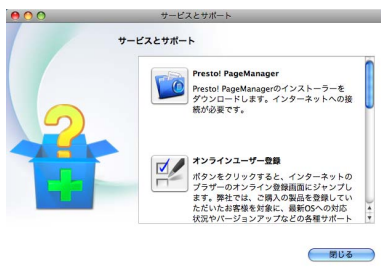 サービスとサポート
サービスとサポート
Presto! PageManager
Presto! PageManagerのインストーラーを
ダウンロードします。インターネットへの接
続が必要です。
オンラインユーザー登録
ボタンをクリックすると、インターネットの
ブラザーのオンライン登録画面にジャンプし
ます。弊社では、ご購入の製品を登録してい
ただいたお客様を対象に、最新OSへの対応
状況やバージョンアップなどの各種サポート
閉じる